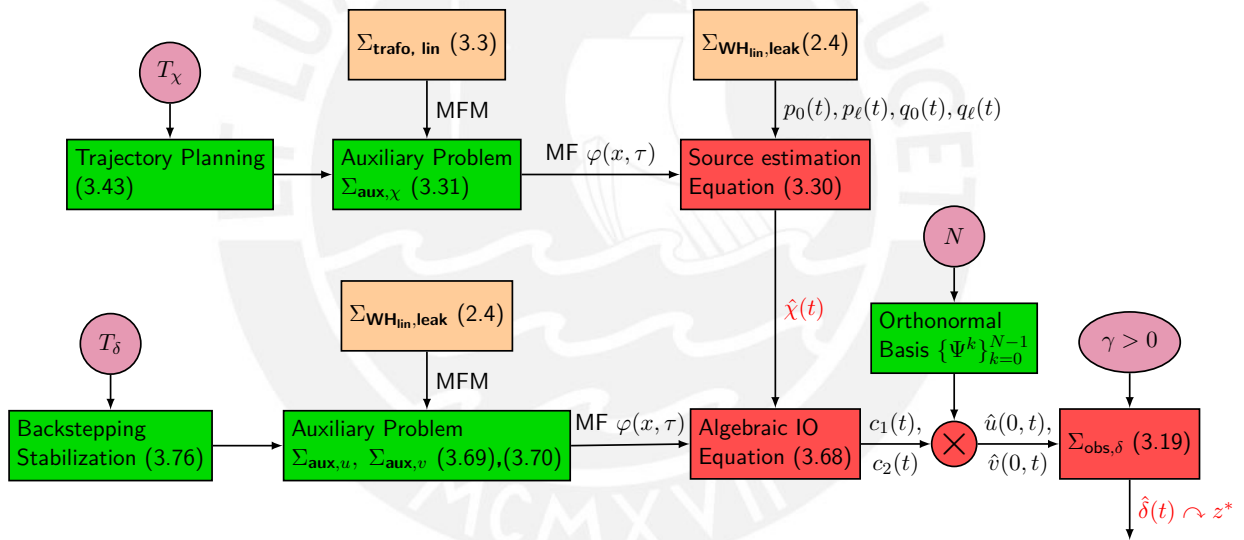 Σtrafo, lin (3.3)
Σ_WH_lin,leak (2.4)
T_χ
MFM
p_0(t), p_ℓ(t), q_0(t), q_ℓ(t)
Trajectory Planning
(3.43)
Auxiliary Problem
Σ_aux,χ (3.31)
MF φ(x, τ)
Source estimation
Equation (3.30)
N
Σ_WH_lin,leak (2.4)
χ̂(t)
Orthonormal
Basis {Ψ^k}_{k=0}^{N−1}
T_δ
γ > 0
MFM
Backstepping
Stabilization (3.76)
Auxiliary Problem
Σ_aux,u, Σ_aux,v (3.69),(3.70)
MF φ(x, τ)
Algebraic IO
Equation (3.68)
c_1(t),
c_2(t)
×
û(0, t),
v̂(0, t)
Σ_obs,δ (3.19)
δ̂(t) ↷ z*
MCMXVII